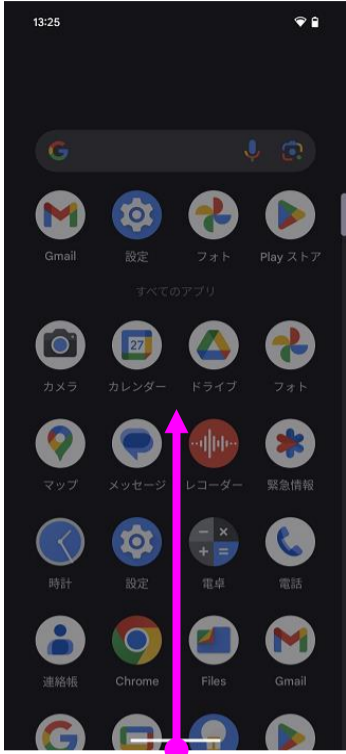 13:25
Gmail 設定 フォト Play ストア
すべてのアプリ
カメラ カレンダー ドライブ フォト
マップ メッセージ レコーダー 緊急情報
時計 設定 電卓 電話
連絡帳 Chrome Files Gmail